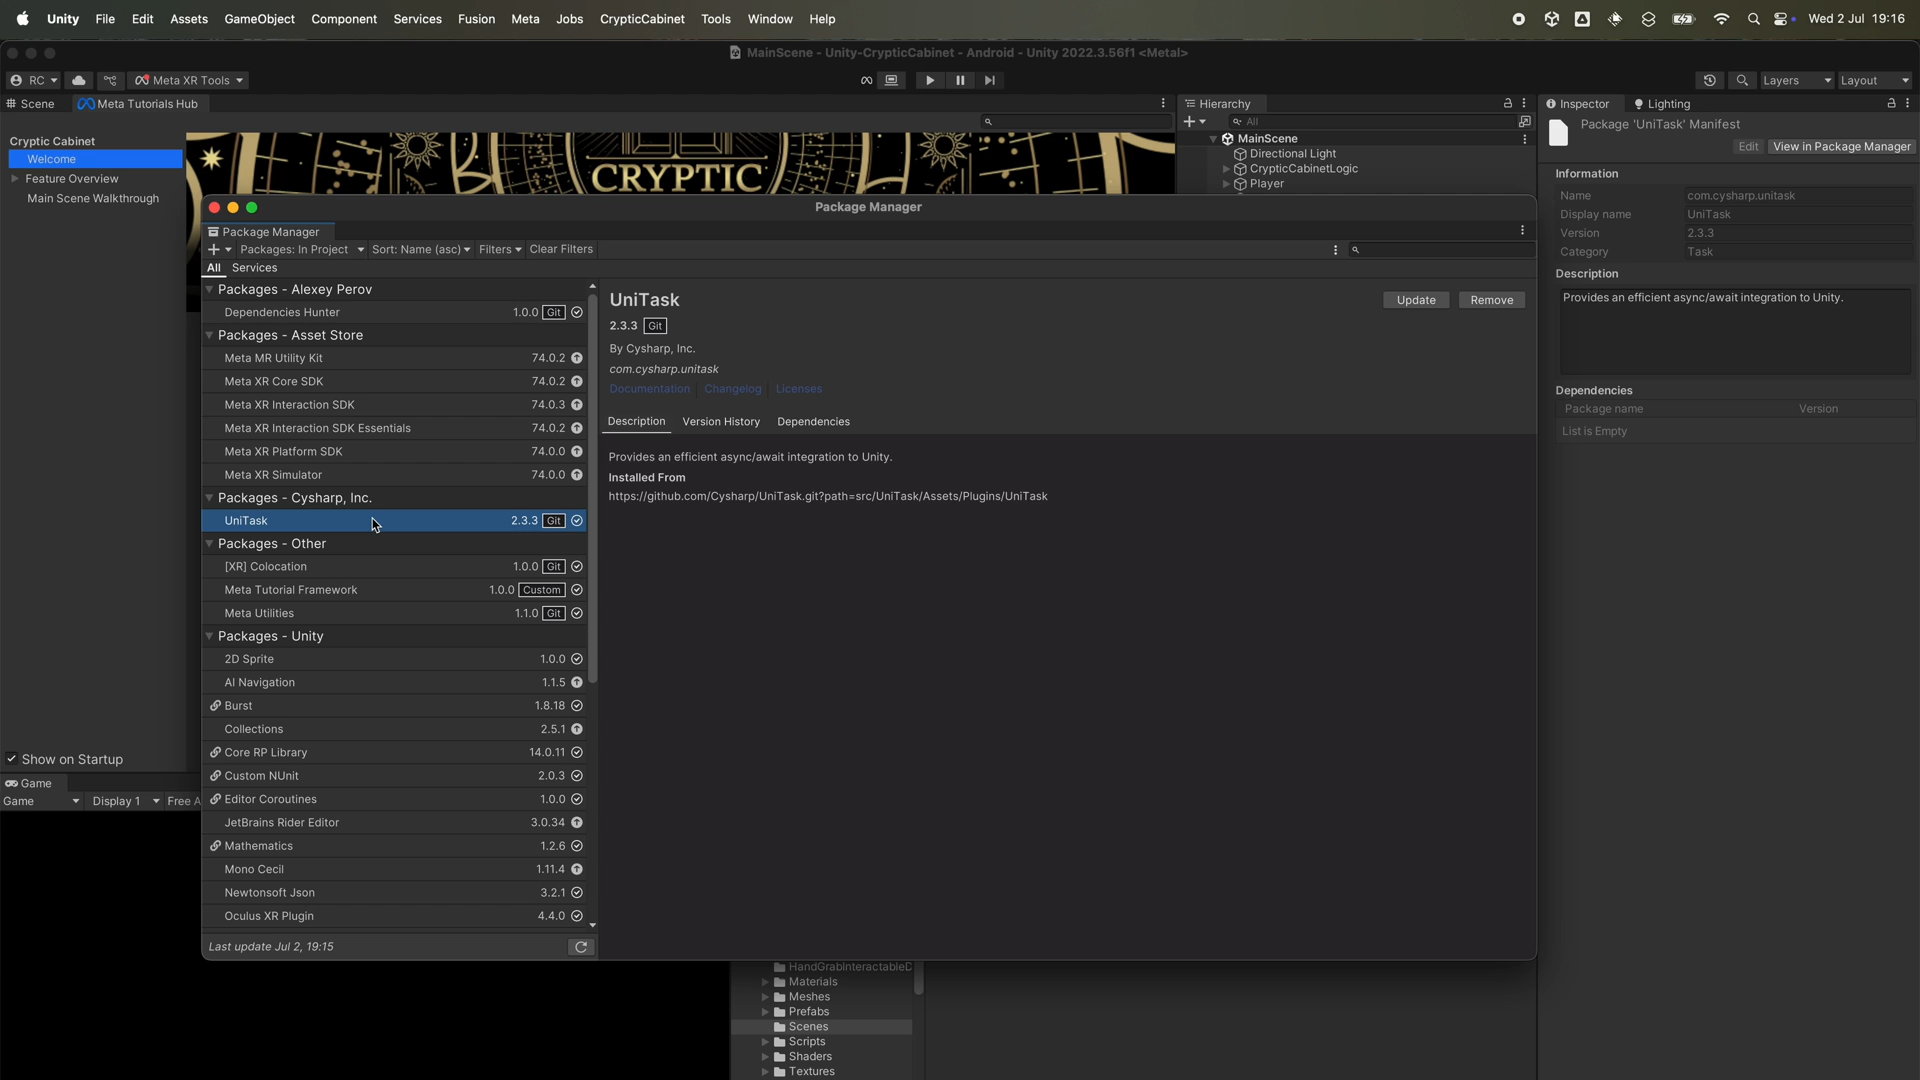 Unity File Edit Assets GameObject Component Services Fusion Meta Jobs CrypticCabinet Tools Window Help Wed 2 Jul 19:16
MainScene - Unity-CrypticCabinet - Android - Unity 2022.3.56f1 <Metal>
RC Meta XR Tools Layers Layout
Scene Meta Tutorials Hub Hierarchy Inspector Lighting
All
Package 'UniTask' Manifest
Edit View in Package Manager
Cryptic Cabinet
Welcome
Feature Overview
Main Scene Walkthrough
CRYPTIC
MainScene
Directional Light
CrypticCabinetLogic
Player
Information
Name com.cysharp.unitask
Display name UniTask
Version 2.3.3
Category Task
Description
Provides an efficient async/await integration to Unity.
Dependencies
Package name Version
List is Empty
Package Manager
Package Manager
Packages: In Project Sort: Name (asc) Filters Clear Filters
All Services
Packages - Alexey Perov
Dependencies Hunter 1.0.0 Git
Packages - Asset Store
Meta MR Utility Kit 74.0.2
Meta XR Core SDK 74.0.2
Meta XR Interaction SDK 74.0.3
Meta XR Interaction SDK Essentials 74.0.2
Meta XR Platform SDK 74.0.0
Meta XR Simulator 74.0.0
Packages - Cysharp, Inc.
UniTask 2.3.3 Git
Packages - Other
[XR] Colocation 1.0.0 Git
Meta Tutorial Framework 1.0.0 Custom
Meta Utilities 1.1.0 Git
Packages - Unity
2D Sprite 1.0.0
AI Navigation 1.1.5
Burst 1.8.18
Collections 2.5.1
Core RP Library 14.0.11
Custom NUnit 2.0.3
Editor Coroutines 1.0.0
JetBrains Rider Editor 3.0.34
Mathematics 1.2.6
Mono Cecil 1.11.4
Newtonsoft Json 3.2.1
Oculus XR Plugin 4.4.0
Last update Jul 2, 19:15
UniTask
Update Remove
2.3.3 Git
By Cysharp, Inc.
com.cysharp.unitask
Documentation Changelog Licenses
Description Version History Dependencies
Provides an efficient async/await integration to Unity.
Installed From
https://github.com/Cysharp/UniTask.git?path=src/UniTask/Assets/Plugins/UniTask
Show on Startup
Game
Game Display 1 Free A
HandGrabInteractableD
Materials
Meshes
Prefabs
Scenes
Scripts
Shaders
Textures